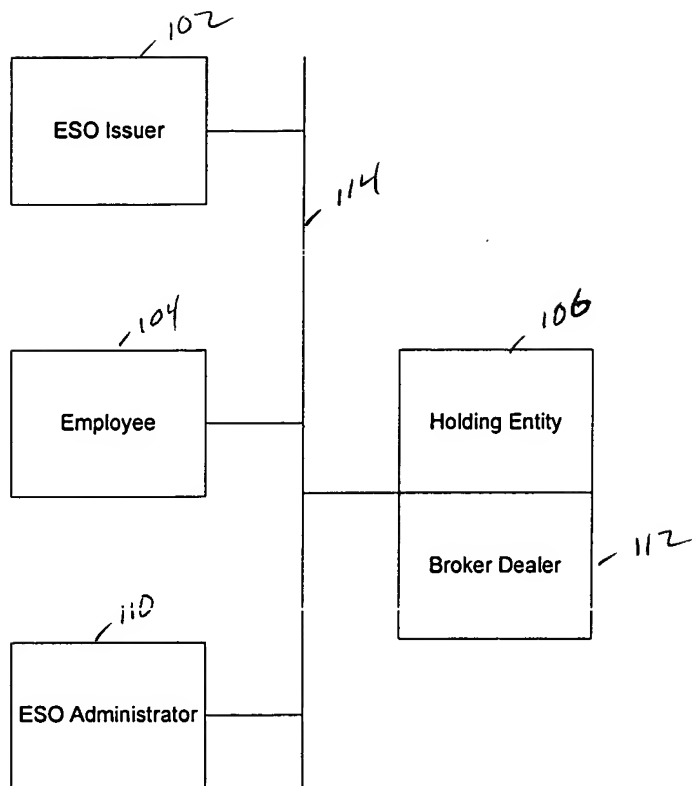 102
ESO Issuer
114
104
Employee
106
Holding Entity
Broker Dealer
112
110
ESO Administrator